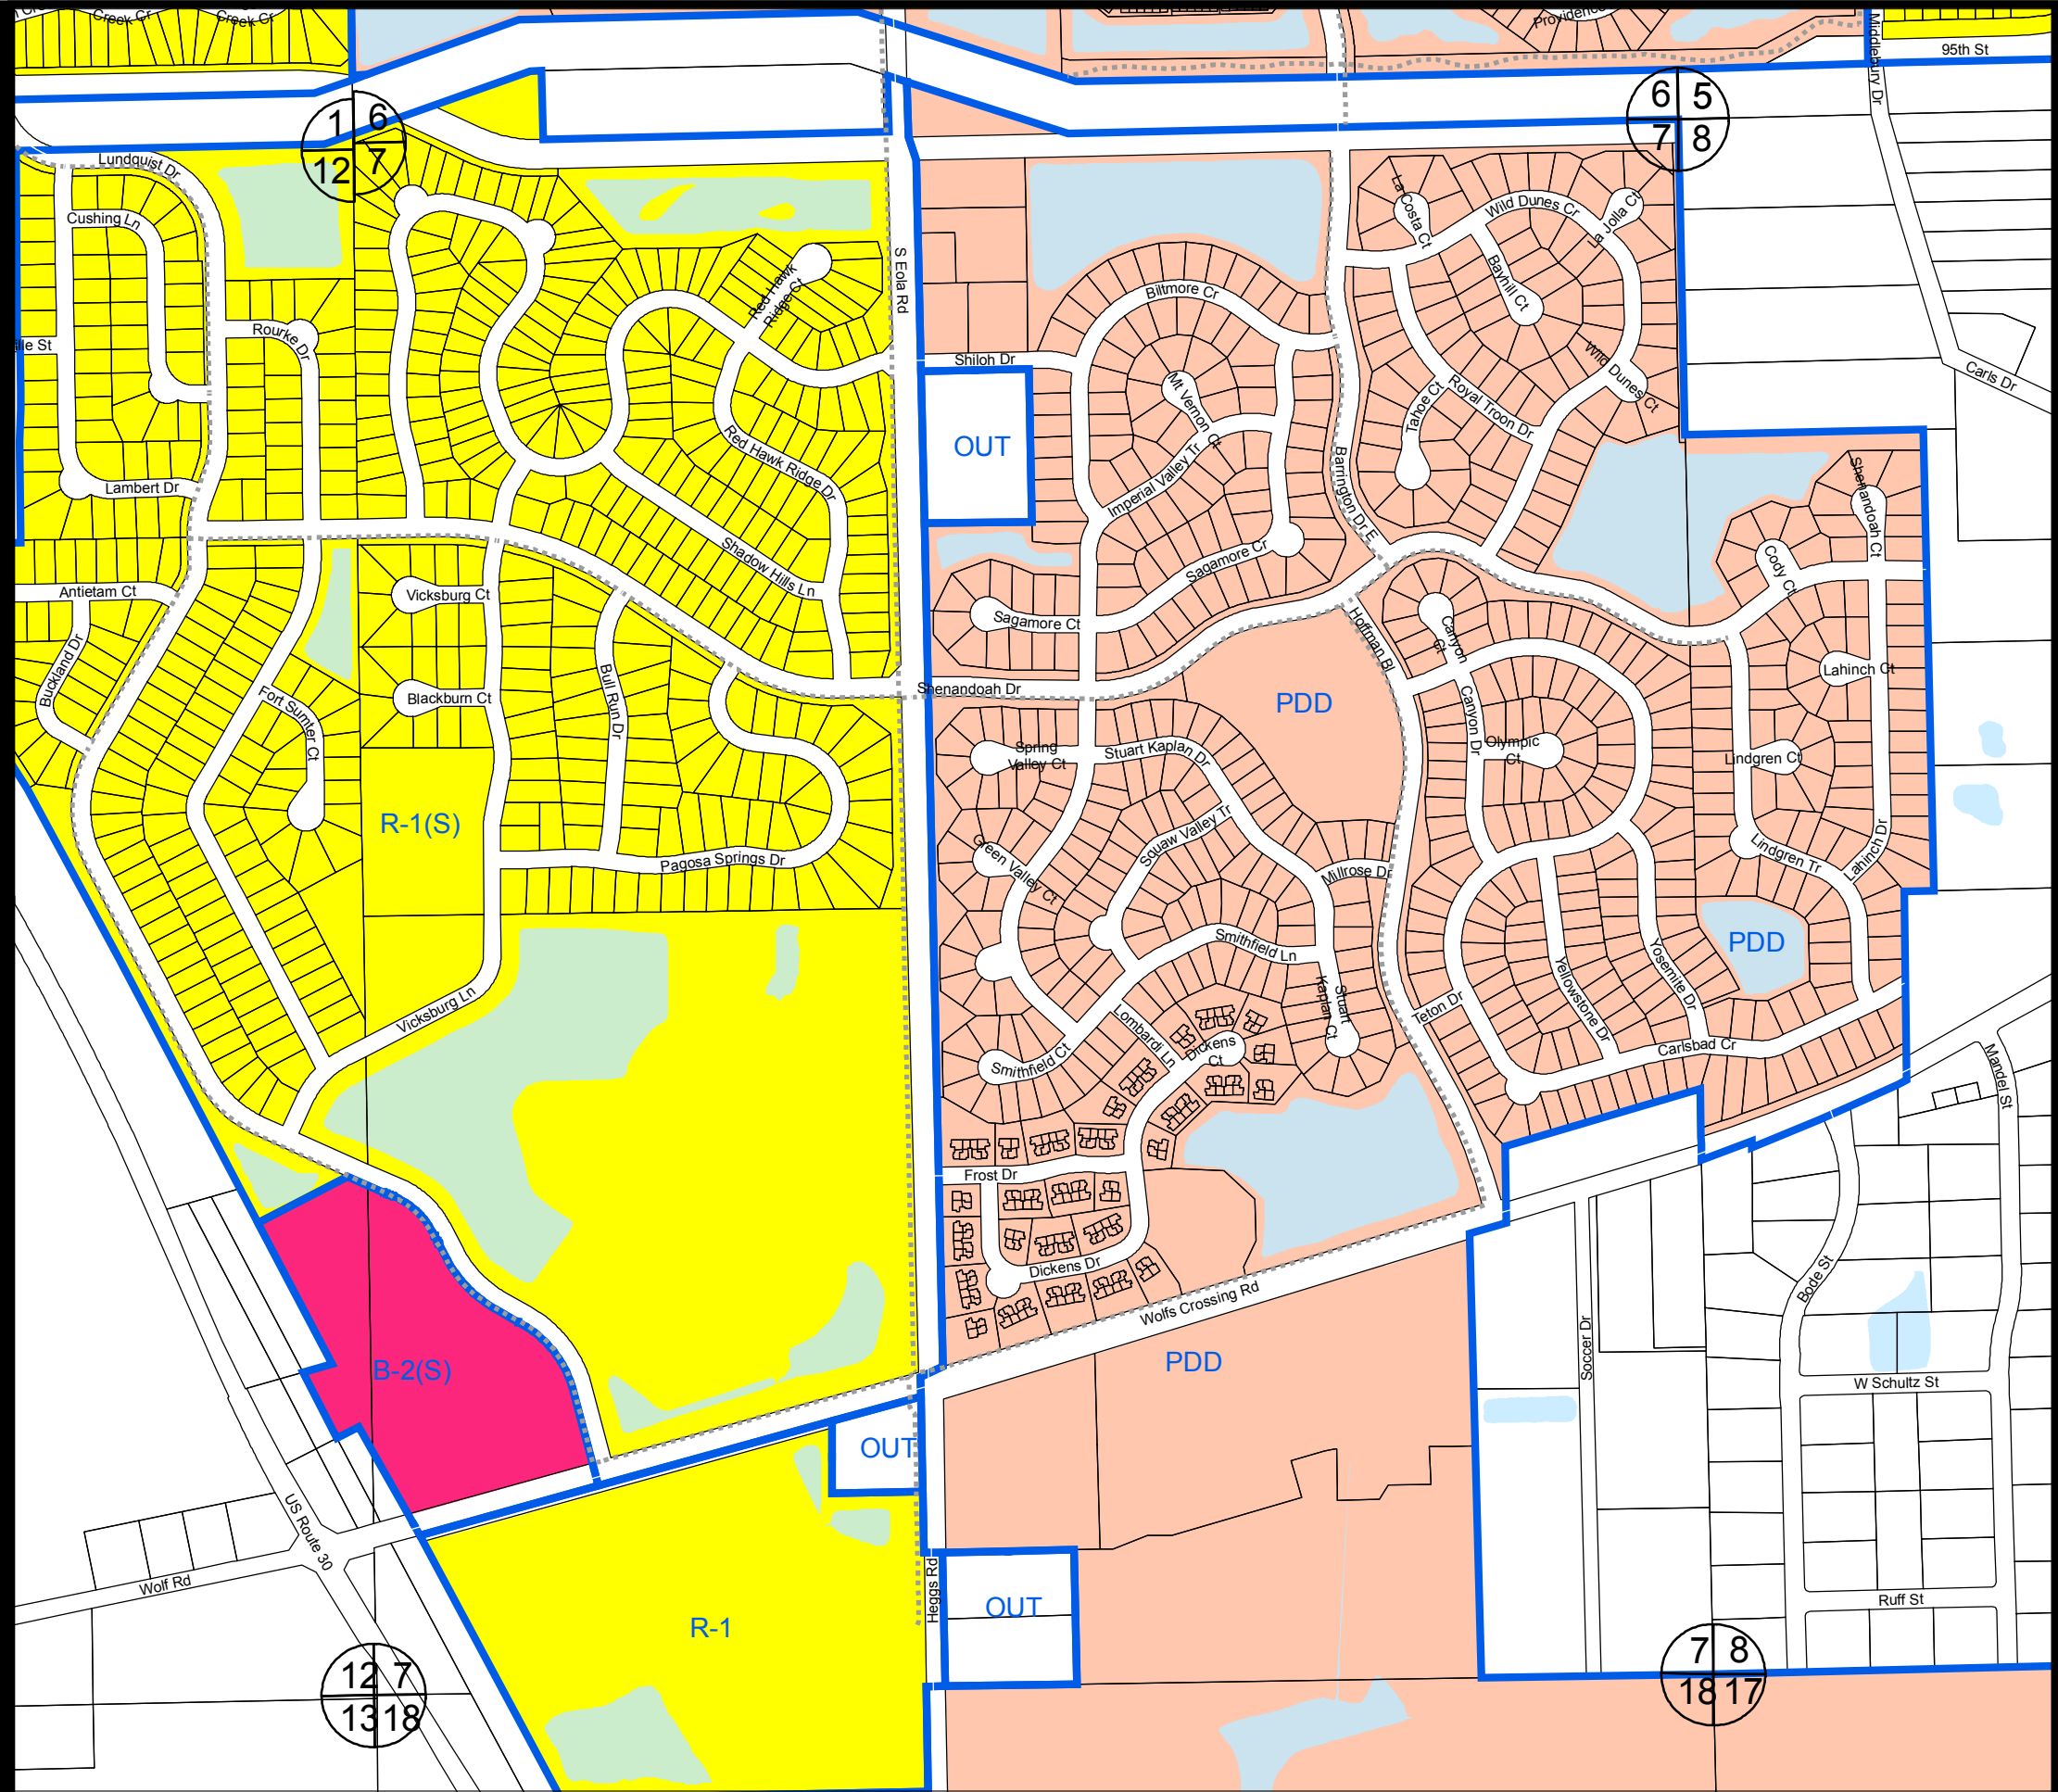 Creek Cr
Creek Cr
Providence
Middlebury Dr
95th St
1 6
12 7
6 5
7 8
Lundquist Dr
Cushing Ln
Rourke Dr
lle St
Lambert Dr
Antietam Ct
Buckland Dr
Fort Sumter Ct
Vicksburg Ct
Blackburn Ct
R-1(S)
Bull Run Dr
Pagosa Springs Dr
Vicksburg Ln
Shadow Hills Ln
Red Hawk Ridge Dr
Red Hawk
Ridge Ct
S Eola Rd
Shiloh Dr
OUT
Biltmore Cr
Mt Vernon Ct
Imperial Valley Tr
Sagamore Cr
Sagamore Ct
Shenandoah Dr
Barrington Dr E
La Costa Ct
Wild Dunes Cr
La Jolla Ct
Bayhill Ct
Wild Dunes Ct
Royal Troon Dr
Tahoe Ct
Carls Dr
Shenandoah Ct
Cody Ct
Lahinch Ct
Lindgren Ct
Lindgren Tr
Lahinch Dr
PDD
Hoffman Bl
Canyon
Ct
Canyon Dr
Olympic
Ct
PDD
Spring
Valley Ct
Stuart Kaplan Dr
Squaw Valley Tr
Green Valley Ct
Millrose Dr
Smithfield Ln
Stuart
Kaplan Ct
Lombardi Ln
Dickens
Ct
Smithfield Ct
Teton Dr
Yellowstone Dr
Yosemite Dr
Carlsbad Cr
Mandel St
Frost Dr
Dickens Dr
Wolfs Crossing Rd
Bode St
Soccer Dr
B-2(S)
PDD
W Schultz St
OUT
US Route 30
Wolf Rd
Heggs Rd
OUT
Ruff St
R-1
12 7
13 18
7 8
18 17